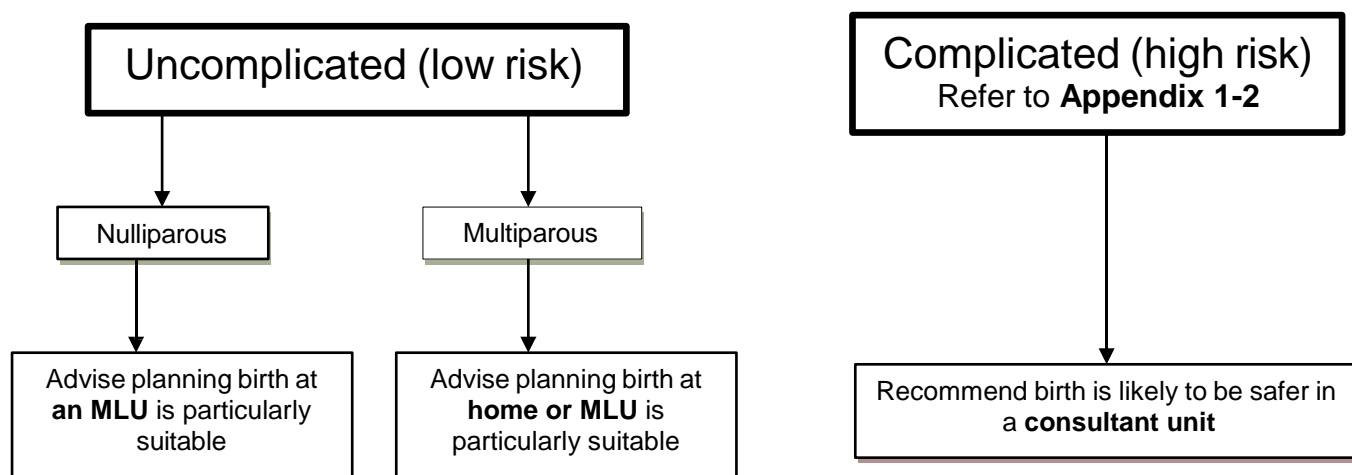 Uncomplicated (low risk)
Complicated (high risk)
Refer to Appendix 1-2
Nulliparous
Multiparous
Advise planning birth at
an MLU is particularly
suitable
Advise planning birth at
home or MLU is
particularly suitable
Recommend birth is likely to be safer in
a consultant unit